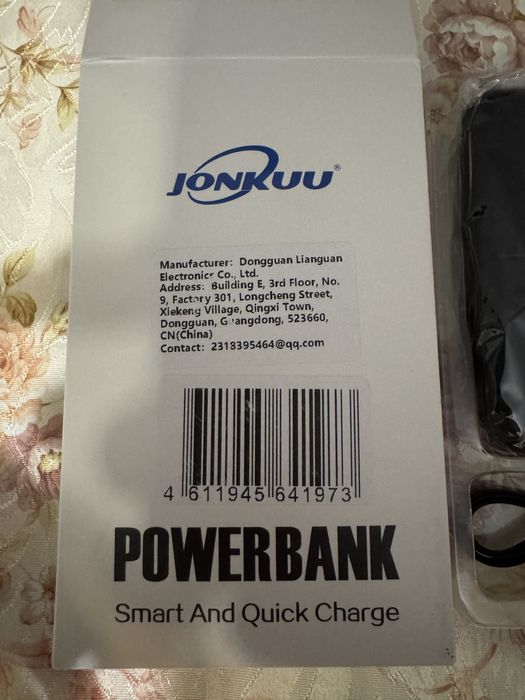 JONKUU®
Manufacturer: Dongguan Lianguan
Electronics Co., Ltd.
Address: Building E, 3rd Floor, No.
9, Factory 301, Longcheng Street,
Xiekeng Village, Qingxi Town,
Dongguan, Guangdong, 523660,
CN(China)
Contact: 2318395464@qq.com
4 611945 641973
POWERBANK
Smart And Quick Charge